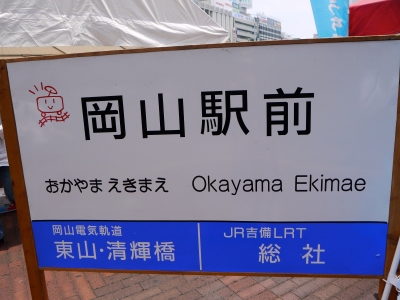 岡山駅前
おかやま えきまえ Okayama Ekimae
岡山電気軌道
東山・清輝橋
JR吉備LRT
総社